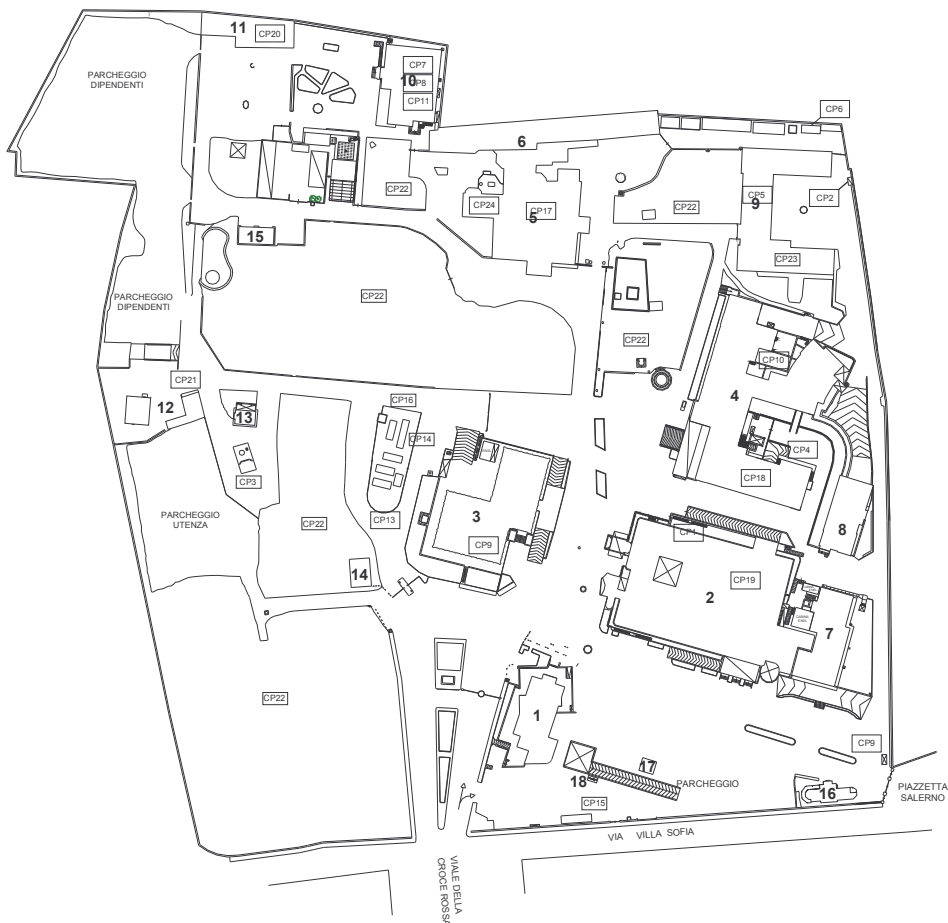 11
CP20
PARCHEGGIO
DIPENDENTI
CP7
CP8
10
CP11
CP6
6
CP22
CP24
CP17
5
CP22
CP5
9
CP2
15
CP23
PARCHEGGIO
DIPENDENTI
CP22
CP22
CP10
CP21
12
13
CP16
4
CP14
CP4
CP3
CP18
PARCHEGGIO
UTENZA
CP22
CP13
3
CP9
8
CP1
14
CP19
2
7
CP22
1
CP9
17
18
PARCHEGGIO
CP15
16
PIAZZETTA
SALERNO
VIA VILLA SOFIA
VIALE DELLA
CROCE ROSSA